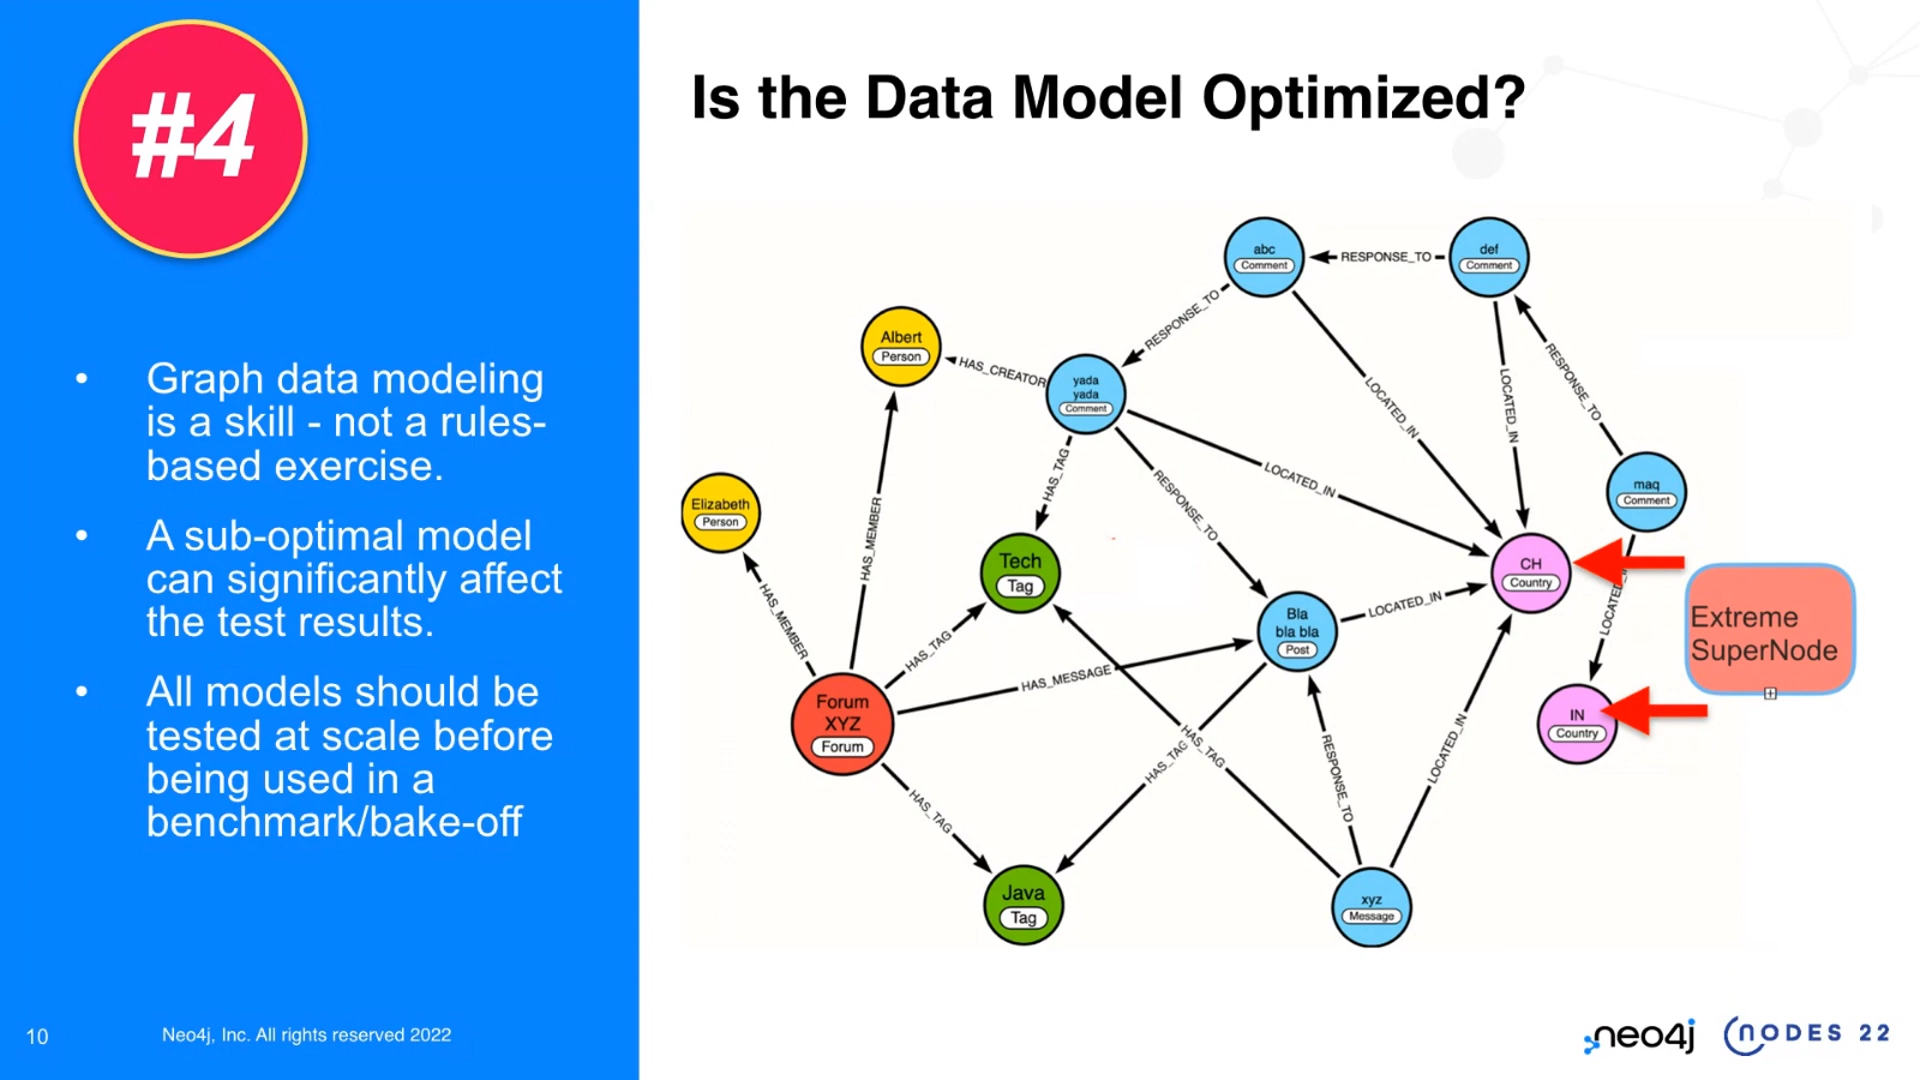 #4
Is the Data Model Optimized?
• Graph data modeling
is a skill - not a rules-
based exercise.
• A sub-optimal model
can significantly affect
the test results.
• All models should be
tested at scale before
being used in a
benchmark/bake-off
abc
Comment
RESPONSE_TO
def
Comment
RESPONSE_TO
Albert
Person
HAS_CREATOR
yada
yada
Comment
LOCATED_IN
LOCATED_IN
RESPONSE_TO
HAS_TAG
RESPONSE_TO
LOCATED_IN
maq
Comment
Elizabeth
Person
HAS_MEMBER
HAS_MEMBER
Tech
Tag
CH
Country
LOCATED_I
Extreme
SuperNode
HAS_TAG
HAS_MESSAGE
Bla
bla bla
Post
LOCATED_IN
Forum
XYZ
Forum
HAS_TAG
HAS_TAG
RESPONSE_TO
LOCATED_IN
IN
Country
HAS_TAG
Java
Tag
xyz
Message
10
Neo4j, Inc. All rights reserved 2022
neo4j
NODES 22